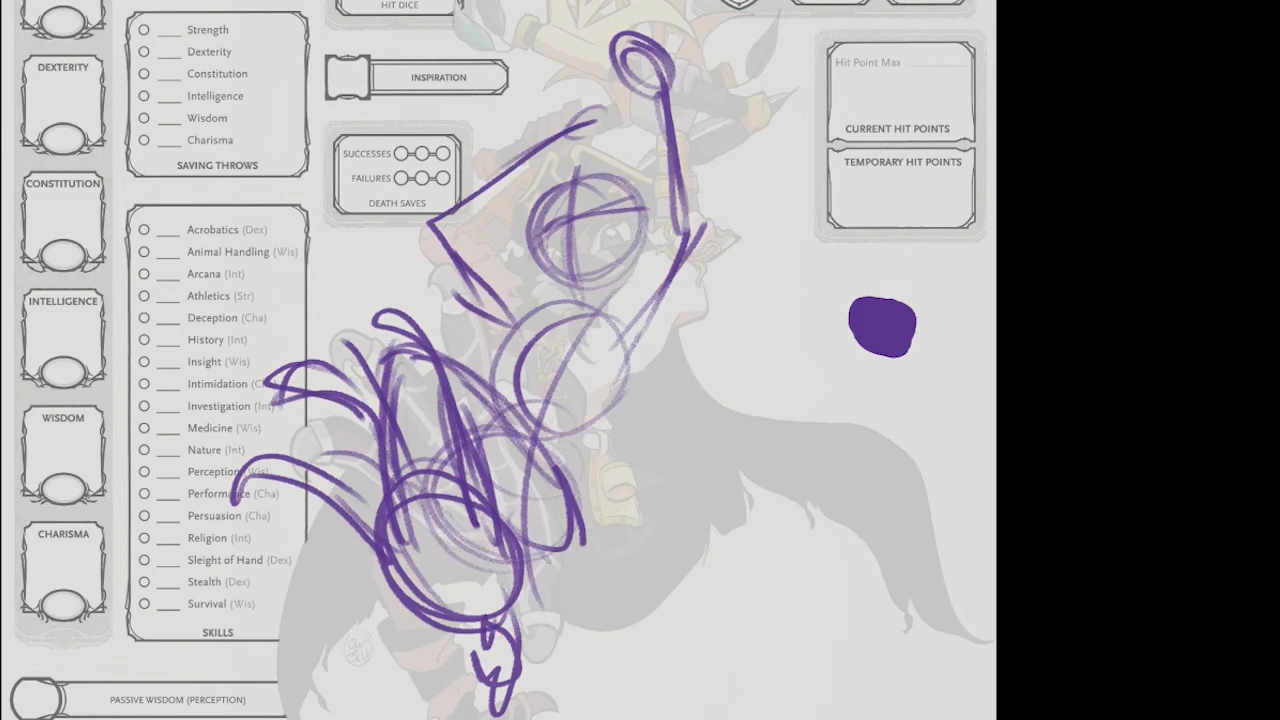 HIT DICE
Strength
DEXTERITY
Dexterity
Constitution
Intelligence
Wisdom
Charisma
SAVING THROWS
INSPIRATION
Hit Point Max
CURRENT HIT POINTS
TEMPORARY HIT POINTS
SUCCESSES
FAILURES
DEATH SAVES
CONSTITUTION
Acrobatics (Dex)
Animal Handling (Wis)
Arcana (Int)
INTELLIGENCE
Athletics (Str)
Deception (Cha)
History (Int)
Insight (Wis)
Intimidation (C
Investigation (Int)
WISDOM
Medicine (Wis)
Nature (Int)
Perception (Wis)
Performance (Cha)
Persuasion (Cha)
CHARISMA
Religion (Int)
Sleight of Hand (Dex)
Stealth (Dex)
Survival (Wis)
SKILLS
PASSIVE WISDOM (PERCEPTION)